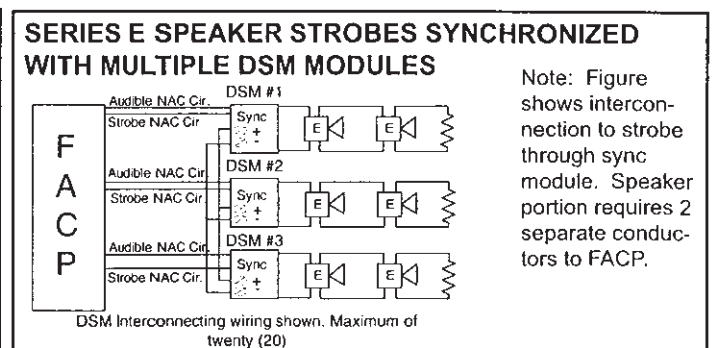 SERIES E SPEAKER STROBES SYNCHRONIZED
WITH MULTIPLE DSM MODULES
Note: Figure
shows intercon-
nection to strobe
through sync
module. Speaker
portion requires 2
separate conduc-
tors to FACP.
FACP
Audible NAC Cir.
Strobe NAC Cir
DSM #1
Sync
+
-
E
E
Audible NAC Cir.
Strobe NAC Cir.
DSM #2
Sync
+
-
E
E
Audible NAC Cir.
Strobe NAC Cir.
DSM #3
Sync
+
-
E
E
DSM Interconnecting wiring shown. Maximum of
twenty (20)